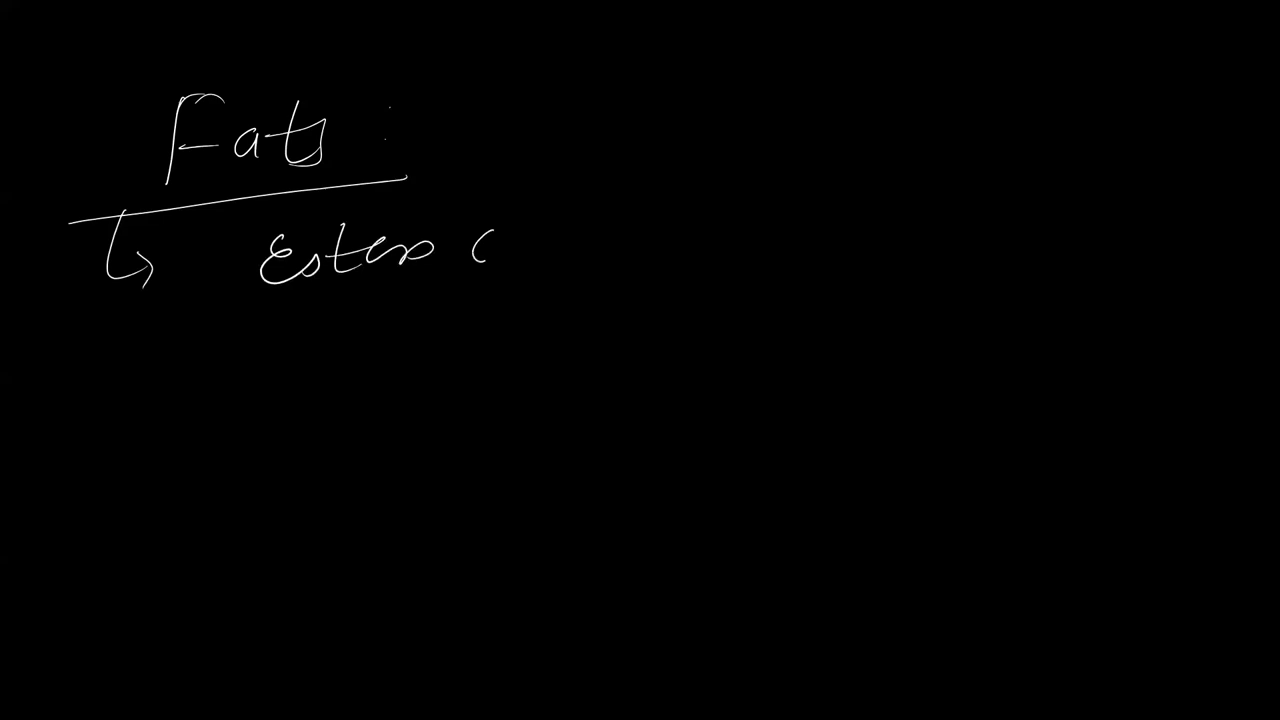 Fats :
↳ Esters (